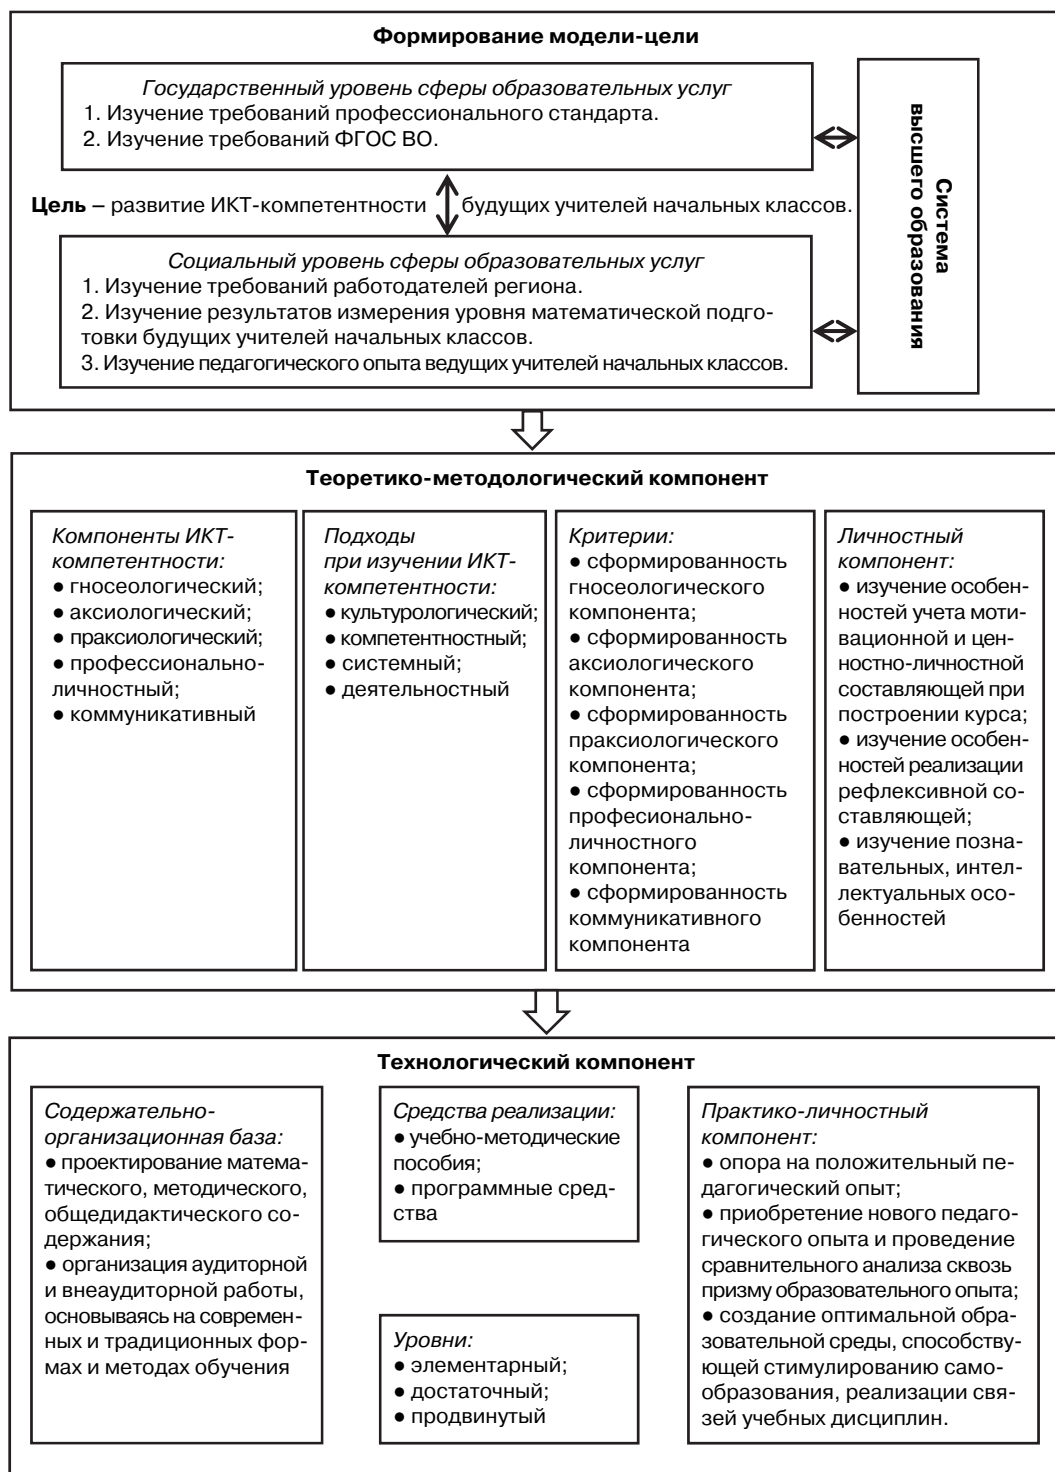 Формирование модели-цели
Государственный уровень сферы образовательных услуг
1. Изучение требований профессионального стандарта.
2. Изучение требований ФГОС ВО.
Цель – развитие ИКТ-компетентности будущих учителей начальных классов.
Социальный уровень сферы образовательных услуг
1. Изучение требований работодателей региона.
2. Изучение результатов измерения уровня математической подго-
товки будущих учителей начальных классов.
3. Изучение педагогического опыта ведущих учителей начальных классов.
Система
высшего образования
Теоретико-методологический компонент
Компоненты ИКТ-
компетентности:
● гносеологический;
● аксиологический;
● праксиологический;
● профессионально-
личностный;
● коммуникативный
Подходы
при изучении ИКТ-
компетентности:
● культурологический;
● компетентностный;
● системный;
● деятельностный
Критерии:
● сформированность
гносеологического
компонента;
● сформированность
аксиологического
компонента;
● сформированность
праксиологического
компонента;
● сформированность
професионально-
личностного
компонента;
● сформированность
коммуникативного
компонента
Личностный
компонент:
● изучение особен-
ностей учета моти-
вационной и цен-
ностно-личностной
составляющей при
построении курса;
● изучение особен-
ностей реализации
рефлексивной со-
ставляющей;
● изучение позна-
вательных, интел-
лектуальных осо-
бенностей
Технологический компонент
Содержательно-
организационная база:
● проектирование матема-
тического, методического,
общедидактического со-
держания;
● организация аудиторной
и внеаудиторной работы,
основываясь на современ-
ных и традиционных фор-
мах и методах обучения
Средства реализации:
● учебно-методические
пособия;
● программные сред-
ства
Уровни:
● элементарный;
● достаточный;
● продвинутый
Практико-личностный
компонент:
● опора на положительный пе-
дагогический опыт;
● приобретение нового педаго-
гического опыта и проведение
сравнительного анализа сквозь
призму образовательного опыта;
● создание оптимальной обра-
зовательной среды, способству-
ющей стимулированию само-
образования, реализации свя-
зей учебных дисциплин.